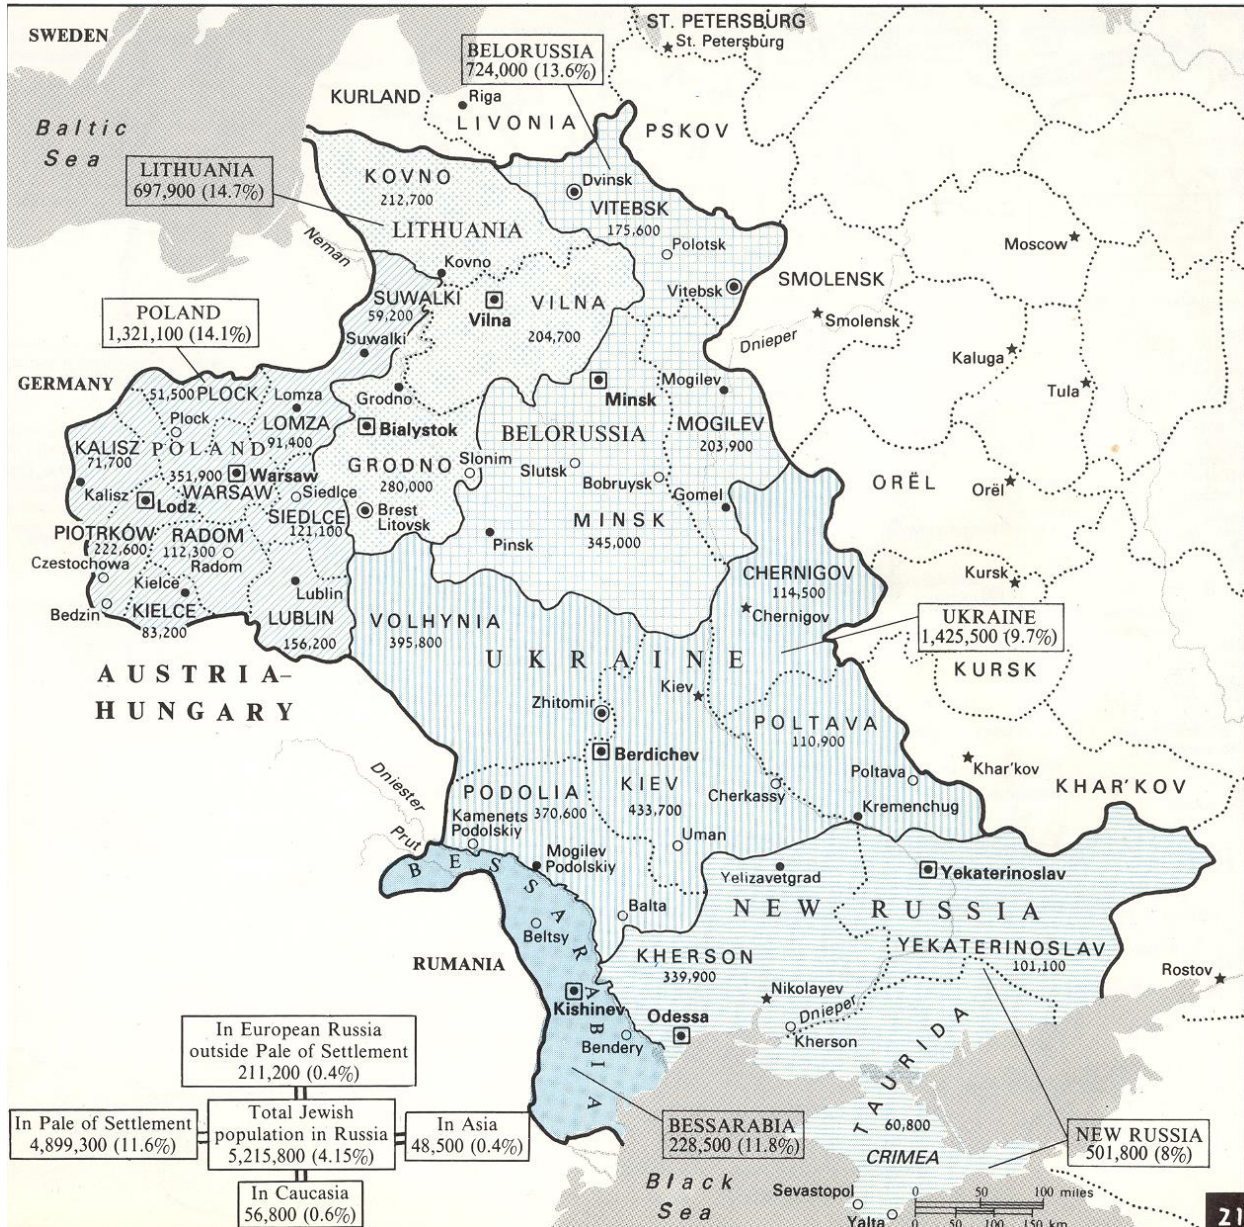 SWEDEN
ST. PETERSBURG
St. Petersburg
BELORUSSIA
724,000 (13.6%)
KURLAND
Riga
LIVONIA
PSKOV
Baltic
Sea
LITHUANIA
697,900 (14.7%)
KOVNO
212,700
Dvinsk
VITEBSK
175,600
LITHUANIA
Polotsk
Moscow
Neman
Kovno
SMOLENSK
SUWALKI
59,200
VILNA
Vilna
204,700
Vitebsk
POLAND
1,321,100 (14.1%)
Smolensk
Suwalki
Dnieper
Kaluga
GERMANY
51,500 PLOCK
Lomza
Grodno
Minsk
Mogilev
Tula
Plock
LOMZA
91,400
Bialystok
BELORUSSIA
MOGILEV
203,900
KALISZ
71,700
POLAND
351,900
Warsaw
WARSAW
GRODNO
280,000
Slonim
Slutsk
Bobruysk
ORËL
Orël
Kalisz
Lodz
Siedlce
SIEDLCE
121,100
Brest
Litovsk
Gomel
MINSK
345,000
PIOTRKÓW
222,600
RADOM
112,300
Radom
Pinsk
Czestochowa
Kielce
Lublin
CHERNIGOV
114,500
Kursk
Bedzin
KIELCE
83,200
LUBLIN
156,200
VOLHYNIA
395,800
Chernigov
UKRAINE
1,425,500 (9.7%)
UKRAINE
KURSK
AUSTRIA–
HUNGARY
Kiev
Zhitomir
POLTAVA
110,900
Berdichev
Khar'kov
Dniester
PODOLIA
370,600
KIEV
433,700
Cherkassy
Poltava
KHAR'KOV
Kamenets
Podolskiy
Kremenchug
Prut
Uman
BESSARABIA
Mogilev
Podolskiy
Yelizavetgrad
Yekaterinoslav
Balta
NEW RUSSIA
Beltsy
KHERSON
339,900
YEKATERINOSLAV
101,100
RUMANIA
Rostov
Kishinev
Nikolayev
Dnieper
Kherson
Odessa
Bendery
TAURIDA
60,800
CRIMEA
In European Russia
outside Pale of Settlement
211,200 (0.4%)
In Pale of Settlement
4,899,300 (11.6%)
Total Jewish
population in Russia
5,215,800 (4.15%)
In Asia
48,500 (0.4%)
In Caucasia
56,800 (0.6%)
BESSARABIA
228,500 (11.8%)
NEW RUSSIA
501,800 (8%)
Black
Sea
Sevastopol
Yalta
0 50 100 miles
0 50 100 150 km
21